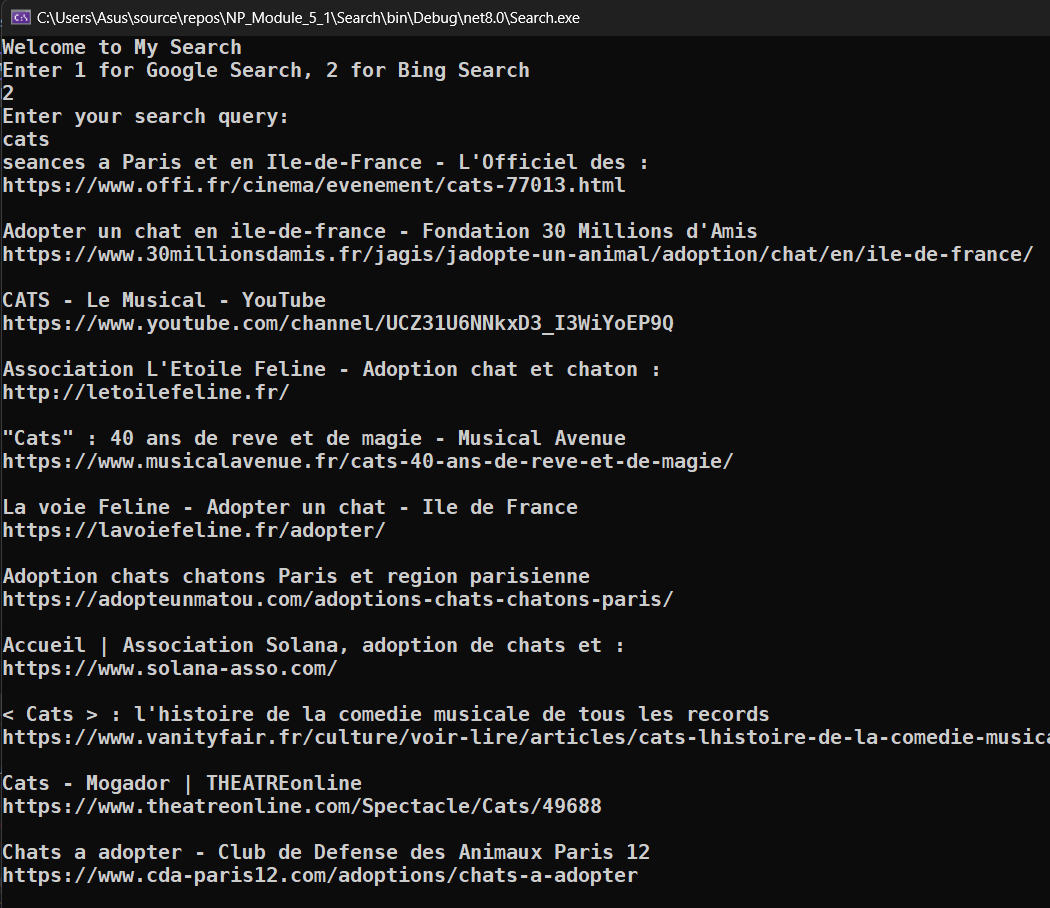 C:\Users\Asus\source\repos\NP_Module_5_1\Search\bin\Debug\net8.0\Search.exe
Welcome to My Search
Enter 1 for Google Search, 2 for Bing Search
2
Enter your search query:
cats
seances a Paris et en Ile-de-France - L'Officiel des :
https://www.offi.fr/cinema/evenement/cats-77013.html
Adopter un chat en ile-de-france - Fondation 30 Millions d'Amis
https://www.30millionsdamis.fr/jagis/jadopte-un-animal/adoption/chat/en/ile-de-france/
CATS - Le Musical - YouTube
https://www.youtube.com/channel/UCZ31U6NNkxD3_I3WiYoEP9Q
Association L'Etoile Feline - Adoption chat et chaton :
http://letoilefeline.fr/
"Cats" : 40 ans de reve et de magie - Musical Avenue
https://www.musicalavenue.fr/cats-40-ans-de-reve-et-de-magie/
La voie Feline - Adopter un chat - Ile de France
https://lavoiefeline.fr/adopter/
Adoption chats chatons Paris et region parisienne
https://adopteunmatou.com/adoptions-chats-chatons-paris/
Accueil | Association Solana, adoption de chats et :
https://www.solana-asso.com/
< Cats > : l'histoire de la comedie musicale de tous les records
https://www.vanityfair.fr/culture/voir-lire/articles/cats-lhistoire-de-la-comedie-musica
Cats - Mogador | THEATREonline
https://www.theatreonline.com/Spectacle/Cats/49688
Chats a adopter - Club de Defense des Animaux Paris 12
https://www.cda-paris12.com/adoptions/chats-a-adopter